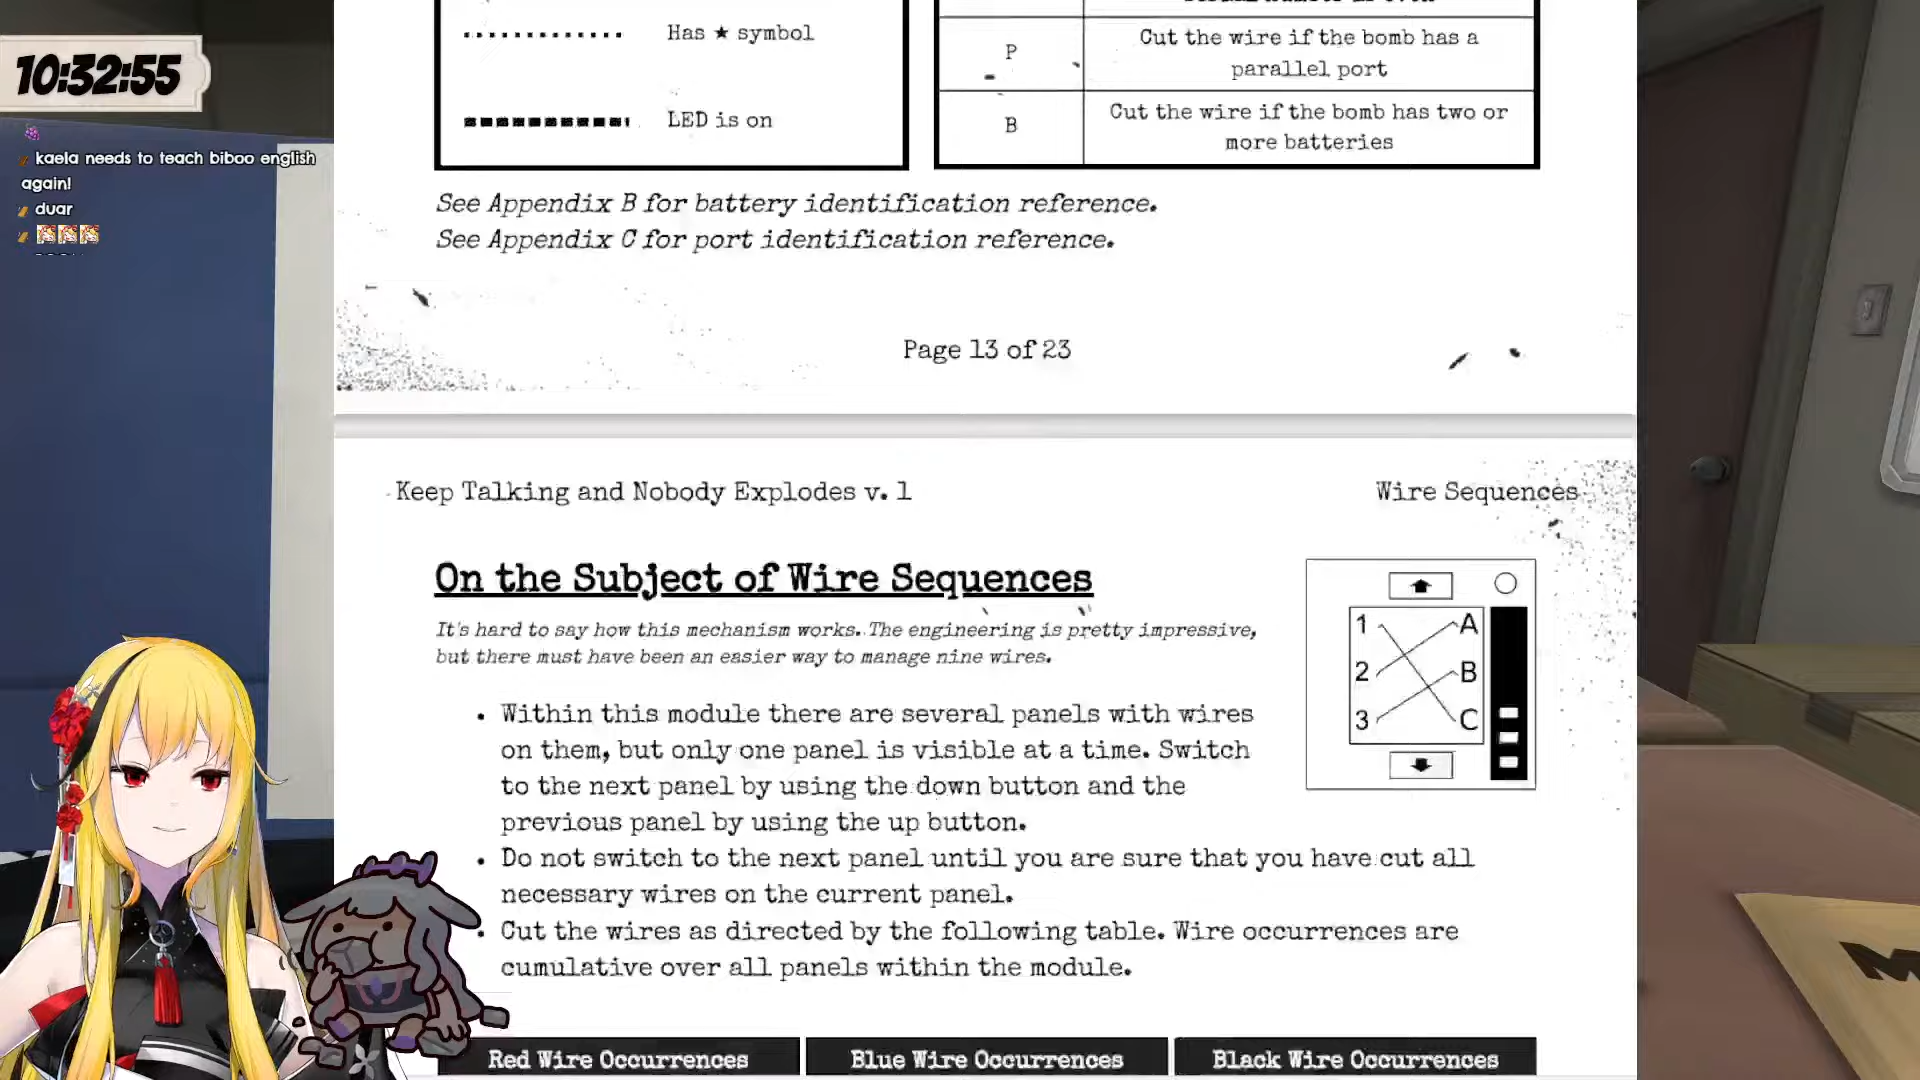 10:32:55
kaela needs to teach biboo english
again!
duar
Has ★ symbol
LED is on
P
Cut the wire if the bomb has a
parallel port
B
Cut the wire if the bomb has two or
more batteries
See Appendix B for battery identification reference.
See Appendix C for port identification reference.
Page 13 of 23
Keep Talking and Nobody Explodes v. 1
Wire Sequences
On the Subject of Wire Sequences
It's hard to say how this mechanism works. The engineering is pretty impressive,
but there must have been an easier way to manage nine wires.
1 A
2 B
3 C
• Within this module there are several panels with wires
on them, but only one panel is visible at a time. Switch
to the next panel by using the down button and the
previous panel by using the up button.
• Do not switch to the next panel until you are sure that you have cut all
necessary wires on the current panel.
• Cut the wires as directed by the following table. Wire occurrences are
cumulative over all panels within the module.
Red Wire Occurrences
Blue Wire Occurrences
Black Wire Occurrences